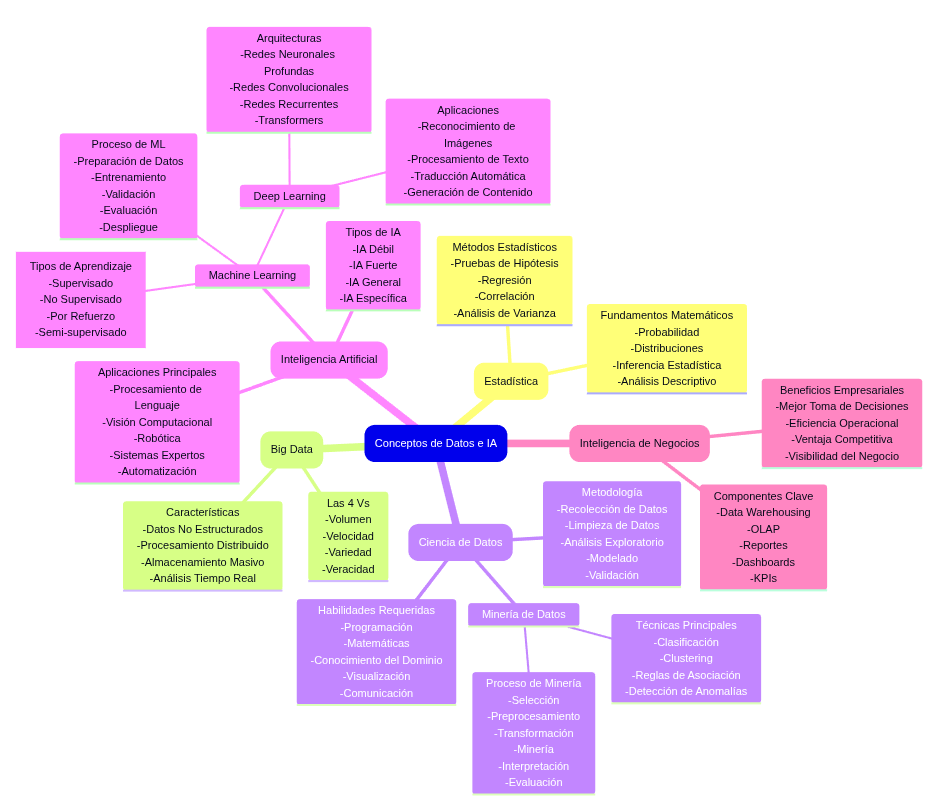 Arquitecturas
-Redes Neuronales
Profundas
-Redes Convolucionales
-Redes Recurrentes
-Transformers
Aplicaciones
-Reconocimiento de
Imágenes
-Procesamiento de Texto
-Traducción Automática
-Generación de Contenido
Proceso de ML
-Preparación de Datos
-Entrenamiento
-Validación
-Evaluación
-Despliegue
Deep Learning
Tipos de IA
-IA Débil
-IA Fuerte
-IA General
-IA Específica
Métodos Estadísticos
-Pruebas de Hipótesis
-Regresión
-Correlación
-Análisis de Varianza
Tipos de Aprendizaje
-Supervisado
-No Supervisado
-Por Refuerzo
-Semi-supervisado
Machine Learning
Fundamentos Matemáticos
-Probabilidad
-Distribuciones
-Inferencia Estadística
-Análisis Descriptivo
Inteligencia Artificial
Estadística
Aplicaciones Principales
-Procesamiento de
Lenguaje
-Visión Computacional
-Robótica
-Sistemas Expertos
-Automatización
Beneficios Empresariales
-Mejor Toma de Decisiones
-Eficiencia Operacional
-Ventaja Competitiva
-Visibilidad del Negocio
Big Data
Conceptos de Datos e IA
Inteligencia de Negocios
Características
-Datos No Estructurados
-Procesamiento Distribuido
-Almacenamiento Masivo
-Análisis Tiempo Real
Las 4 Vs
-Volumen
-Velocidad
-Variedad
-Veracidad
Ciencia de Datos
Metodología
-Recolección de Datos
-Limpieza de Datos
-Análisis Exploratorio
-Modelado
-Validación
Componentes Clave
-Data Warehousing
-OLAP
-Reportes
-Dashboards
-KPIs
Habilidades Requeridas
-Programación
-Matemáticas
-Conocimiento del Dominio
-Visualización
-Comunicación
Minería de Datos
Técnicas Principales
-Clasificación
-Clustering
-Reglas de Asociación
-Detección de Anomalías
Proceso de Minería
-Selección
-Preprocesamiento
-Transformación
-Minería
-Interpretación
-Evaluación